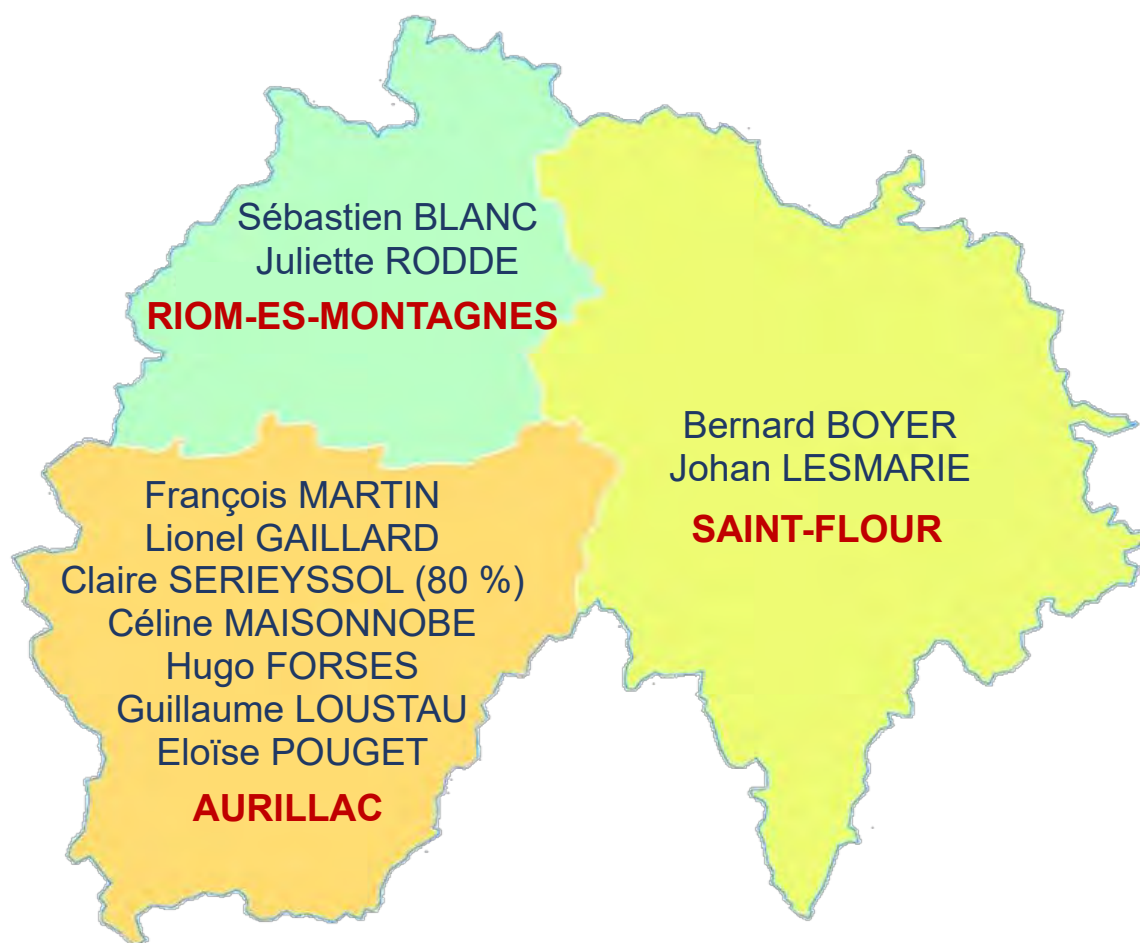 Sébastien BLANC
Juliette RODDE
RIOM-ES-MONTAGNES
Bernard BOYER
Johan LESMARIE
SAINT-FLOUR
François MARTIN
Lionel GAILLARD
Claire SERIEYSSOL (80 %)
Céline MAISONNOBE
Hugo FORSES
Guillaume LOUSTAU
Eloïse POUGET
AURILLAC